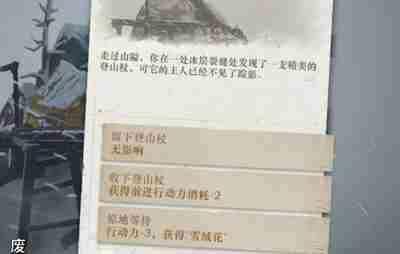 走过山隘，你在一处冰层裂缝处发现了一支精美的
登山杖，可它的主人已经不见了踪影。
留下登山杖
无影响
收下登山杖
获得前进行动力消耗-2
原地等待
行动力-3，获得"雪绒花"
废